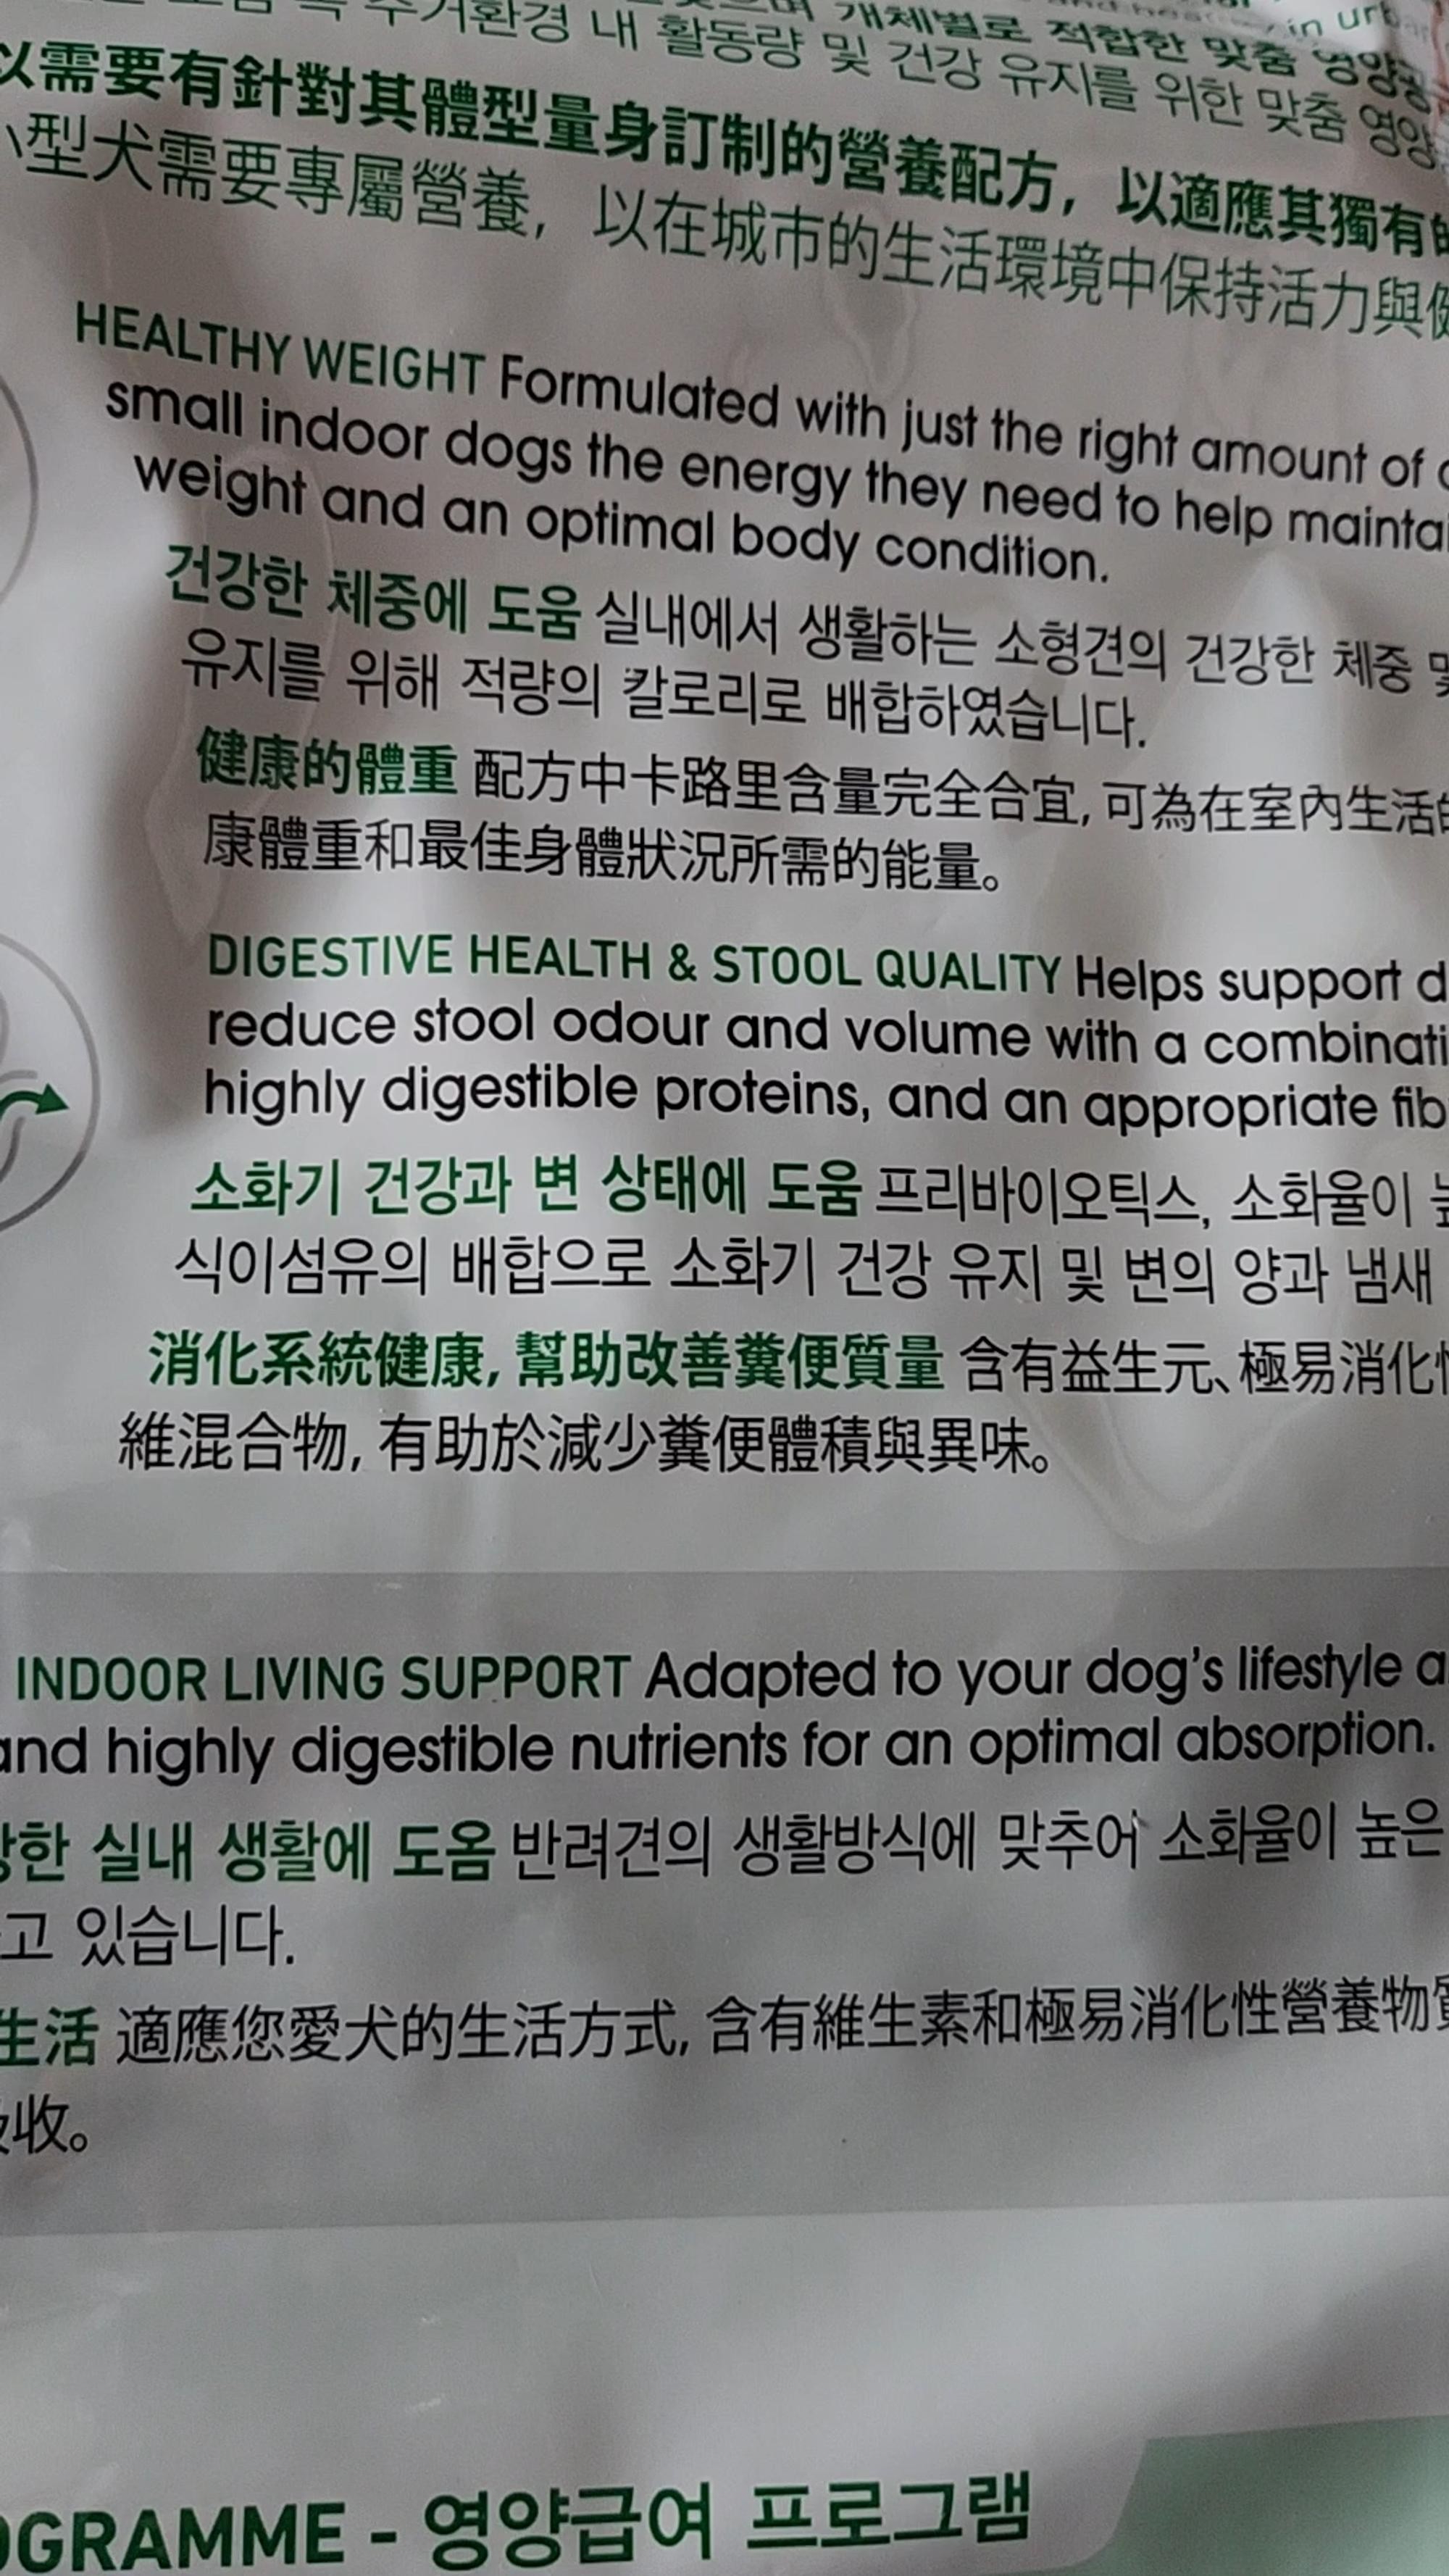 주거환경 내 활동량 및 건강 유지를 위한 맞춤 영양
개체별로 적합한 맞춤 영양
in urb
以需要有針對其體型量身訂制的營養配方，以適應其獨有的
小型犬需要專屬營養，以在城市的生活環境中保持活力與健
HEALTHY WEIGHT Formulated with just the right amount of
small indoor dogs the energy they need to help maintai
weight and an optimal body condition.
건강한 체중에 도움 실내에서 생활하는 소형견의 건강한 체중 및
유지를 위해 적량의 칼로리로 배합하였습니다.
健康的體重 配方中卡路里含量完全合宜, 可為在室內生活的
康體重和最佳身體狀況所需的能量。
DIGESTIVE HEALTH & STOOL QUALITY Helps support d
reduce stool odour and volume with a combinati
highly digestible proteins, and an appropriate fib
소화기 건강과 변 상태에 도움 프리바이오틱스, 소화율이
식이섬유의 배합으로 소화기 건강 유지 및 변의 양과 냄새
消化系統健康, 幫助改善糞便質量 含有益生元、極易消化性
維混合物, 有助於減少糞便體積與異味。
INDOOR LIVING SUPPORT Adapted to your dog's lifestyle a
and highly digestible nutrients for an optimal absorption.
강한 실내 생활에 도옴 반려견의 생활방식에 맞추어 소화율이 높은
고 있습니다.
生活 適應您愛犬的生活方式, 含有維生素和極易消化性營養物質
收。
OGRAMME - 영양급여 프로그램